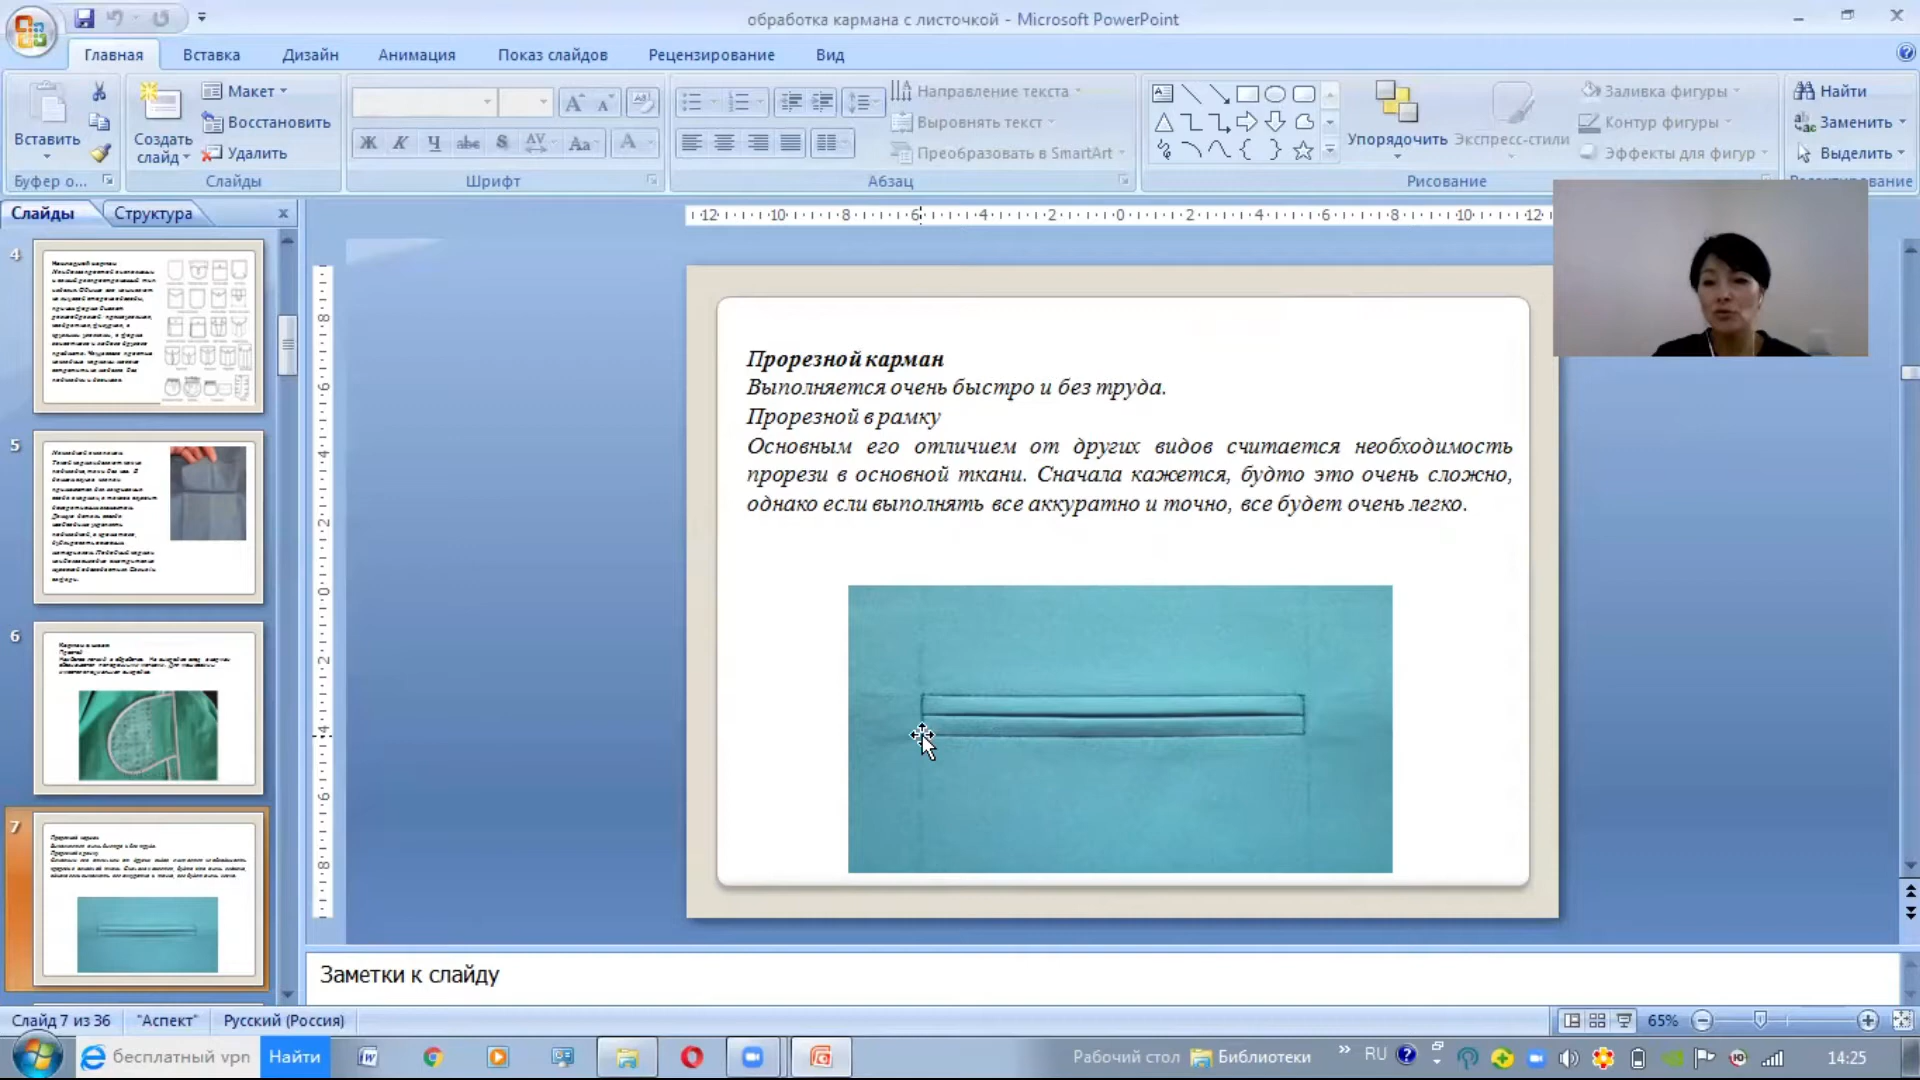 обработка кармана с листочкой - Microsoft PowerPoint
Главная
Вставка
Дизайн
Анимация
Показ слайдов
Рецензирование
Вид
Вставить
Буфер о...
Создать слайд
Макет
Восстановить
Удалить
Слайды
Шрифт
Направление текста
Выровнять текст
Преобразовать в SmartArt
Абзац
Упорядочить
Экспресс-стили
Заливка фигуры
Контур фигуры
Эффекты для фигур
Рисование
Найти
Заменить
Выделить
Слайды
Структура
4
5
6
7
Прорезной карман
Выполняется очень быстро и без труда.
Прорезной в рамку
Основным его отличием от других видов считается необходимость
прорези в основной ткани. Сначала кажется, будто это очень сложно,
однако если выполнять все аккуратно и точно, все будет очень легко.
Заметки к слайду
Слайд 7 из 36
"Аспект"
Русский (Россия)
65%
бесплатный vpn
Найти
Рабочий стол
Библиотеки
RU
14:25